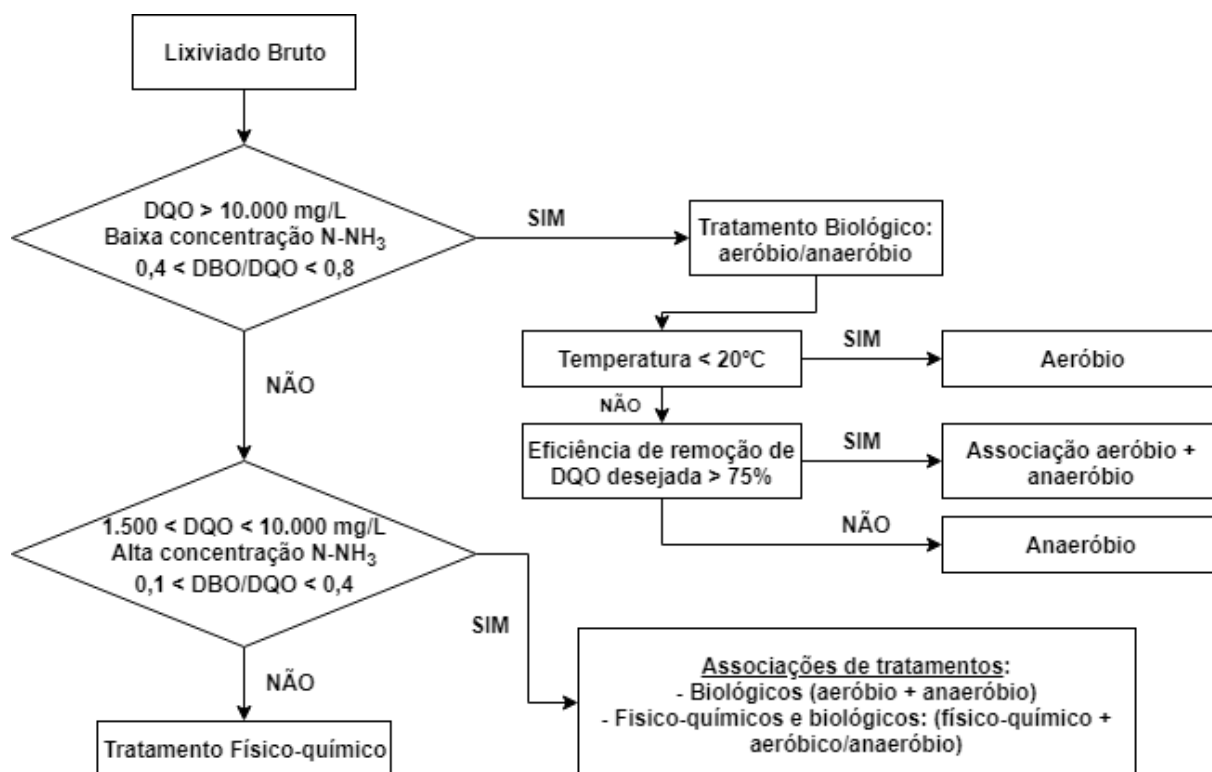 Lixiviado Bruto
DQO > 10.000 mg/L
Baixa concentração N-NH₃
0,4 < DBO/DQO < 0,8
SIM
Tratamento Biológico:
aeróbio/anaeróbio
Temperatura < 20ºC
SIM
Aeróbio
NÃO
NÃO
Eficiência de remoção de
DQO desejada > 75%
SIM
Associação aeróbio +
anaeróbio
NÃO
Anaeróbio
1.500 < DQO < 10.000 mg/L
Alta concentração N-NH₃
0,1 < DBO/DQO < 0,4
SIM
NÃO
Associações de tratamentos:
- Biológicos (aeróbio + anaeróbio)
- Fisico-químicos e biológicos: (físico-químico +
aeróbico/anaeróbio)
Tratamento Físico-químico